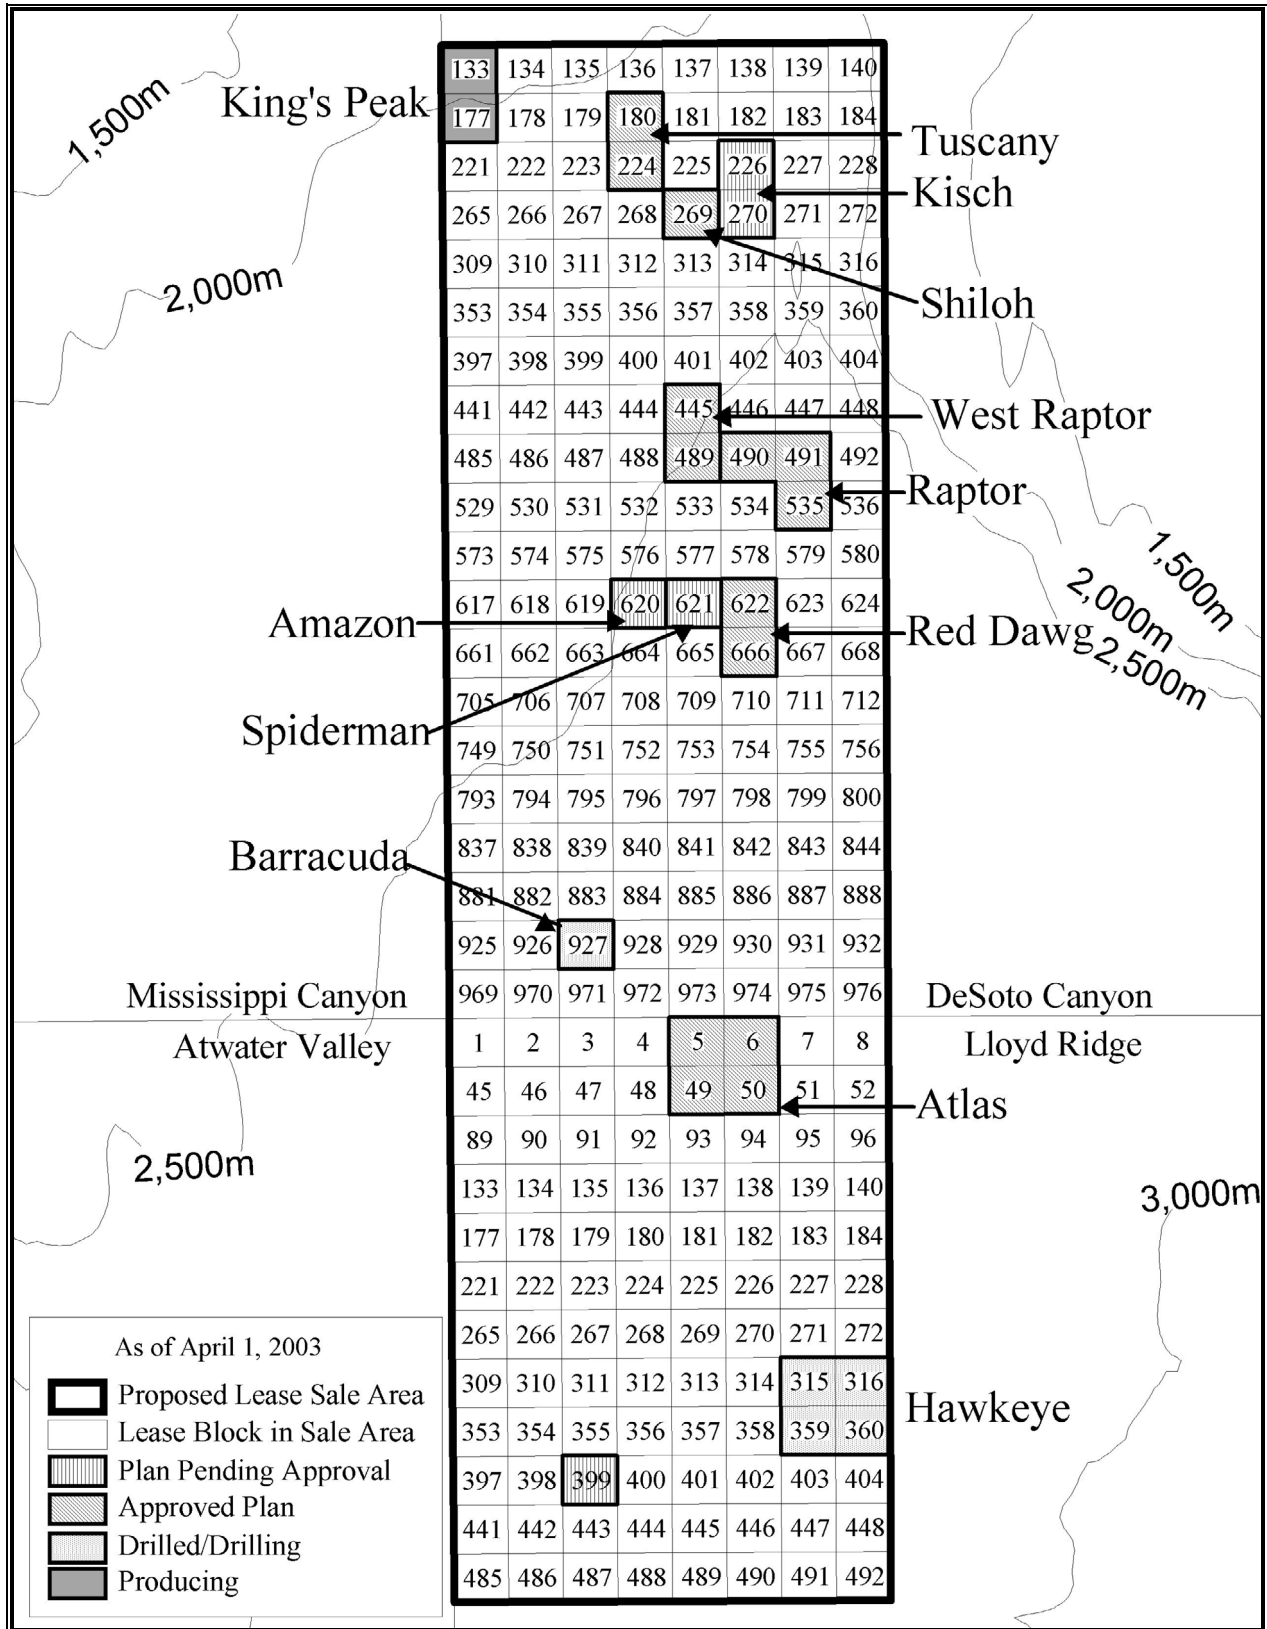 133 134 135 136 137 138 139 140
King's Peak
1,500m
177 178 179 180 181 182 183 184
Tuscany
221 222 223 224 225 226 227 228
Kisch
265 266 267 268 269 270 271 272
2,000m
309 310 311 312 313 314 315 316
Shiloh
353 354 355 356 357 358 359 360
397 398 399 400 401 402 403 404
441 442 443 444 445 446 447 448
West Raptor
485 486 487 488 489 490 491 492
Raptor
529 530 531 532 533 534 535 536
573 574 575 576 577 578 579 580
1,500m
2,000m
2,500m
617 618 619 620 621 622 623 624
Amazon
Red Dawg
661 662 663 664 665 666 667 668
705 706 707 708 709 710 711 712
Spiderman
749 750 751 752 753 754 755 756
793 794 795 796 797 798 799 800
837 838 839 840 841 842 843 844
Barracuda
881 882 883 884 885 886 887 888
925 926 927 928 929 930 931 932
Mississippi Canyon
969 970 971 972 973 974 975 976
DeSoto Canyon
Atwater Valley
1 2 3 4 5 6 7 8
Lloyd Ridge
45 46 47 48 49 50 51 52
Atlas
89 90 91 92 93 94 95 96
2,500m
133 134 135 136 137 138 139 140
3,000m
177 178 179 180 181 182 183 184
221 222 223 224 225 226 227 228
265 266 267 268 269 270 271 272
309 310 311 312 313 314 315 316
Hawkeye
353 354 355 356 357 358 359 360
397 398 399 400 401 402 403 404
441 442 443 444 445 446 447 448
485 486 487 488 489 490 491 492
As of April 1, 2003
Proposed Lease Sale Area
Lease Block in Sale Area
Plan Pending Approval
Approved Plan
Drilled/Drilling
Producing